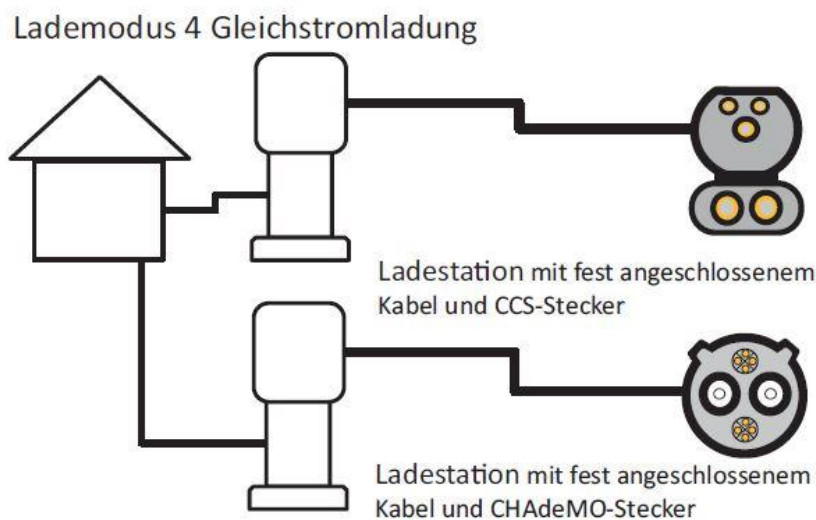 Lademodus 4 Gleichstromladung
Ladestation mit fest angeschlossenem
Kabel und CCS-Stecker
Ladestation mit fest angeschlossenem
Kabel und CHAdeMO-Stecker